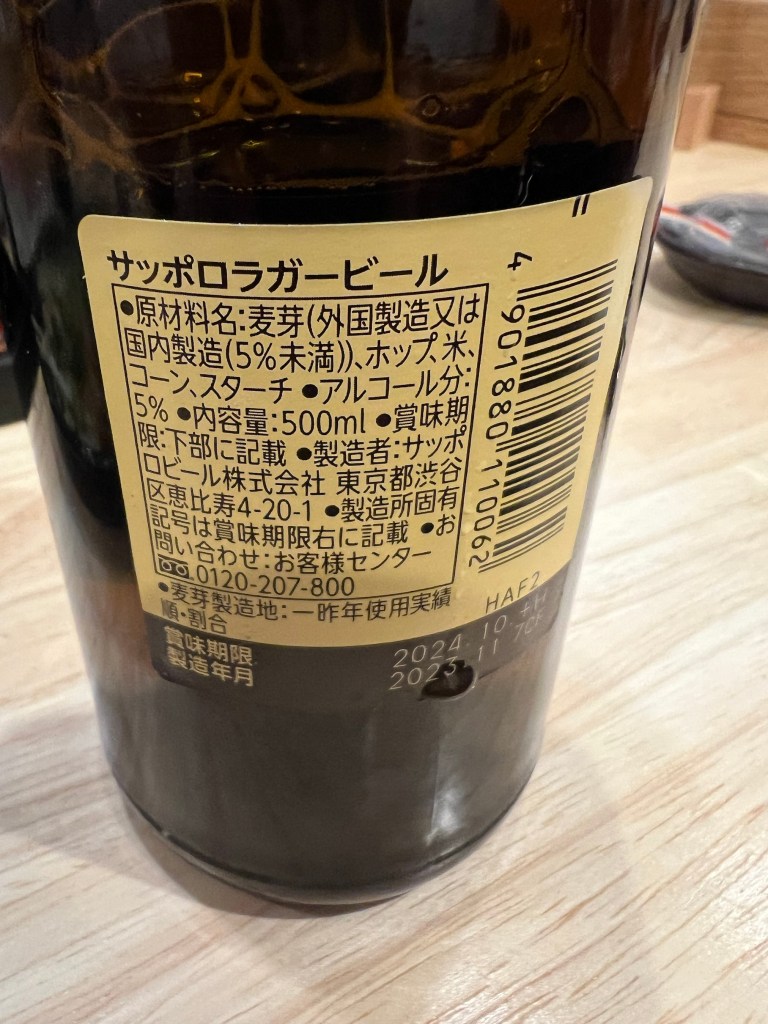 サッポロラガービール
●原材料名:麦芽(外国製造又は
国内製造(5%未満))、ホップ、米、
コーン、スターチ ●アルコール分:
5% ●内容量:500ml ●賞味期
限:下部に記載 ●製造者:サッポ
ロビール株式会社 東京都渋谷
区恵比寿4-20-1 ●製造所固有
記号は賞味期限右に記載 ●お
問い合わせ:お客様センター
0120-207-800
●麦芽製造地:一昨年使用実績
順・割合
賞味期限
製造年月
4 901880 110062
HAF2
2024.10
2023.11